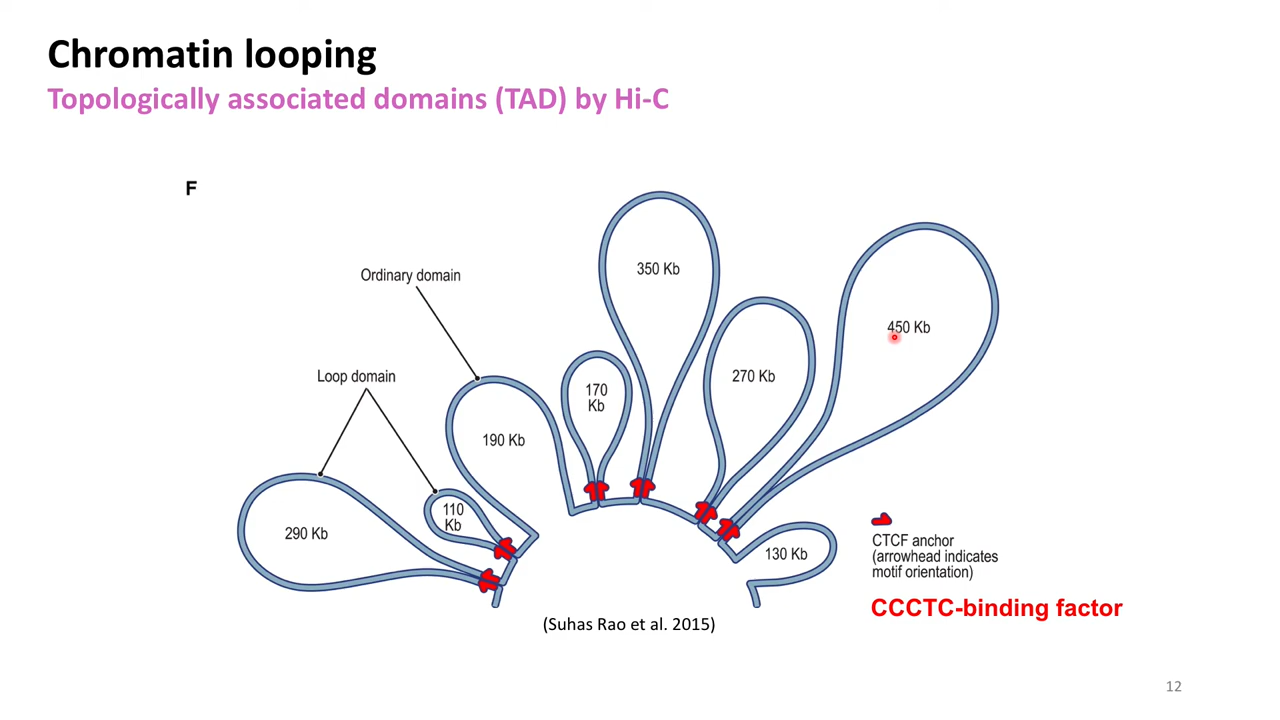 Chromatin looping
Topologically associated domains (TAD) by Hi-C
F
Ordinary domain
Loop domain
290 Kb
110
Kb
190 Kb
170
Kb
350 Kb
270 Kb
450 Kb
130 Kb
CTCF anchor
(arrowhead indicates
motif orientation)
CCCTC-binding factor
(Suhas Rao et al. 2015)
12